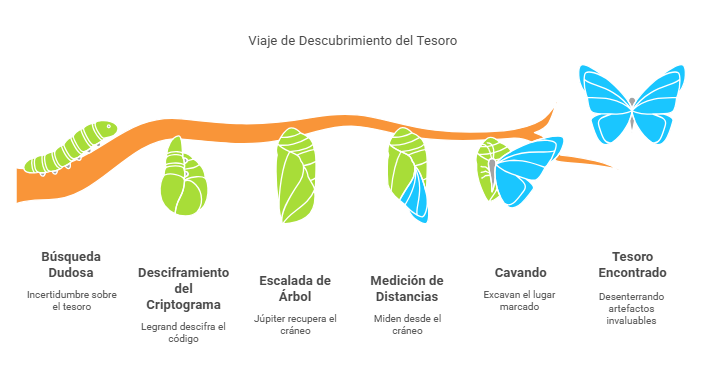 Viaje de Descubrimiento del Tesoro
Búsqueda
Dudosa
Incertidumbre sobre
el tesoro
Desciframiento
del
Criptograma
Legrand descifra el
código
Escalada de
Árbol
Júpiter recupera el
cráneo
Medición de
Distancias
Miden desde el
cráneo
Cavando
Excavan el lugar
marcado
Tesoro
Encontrado
Desenterrando
artefactos
invaluables